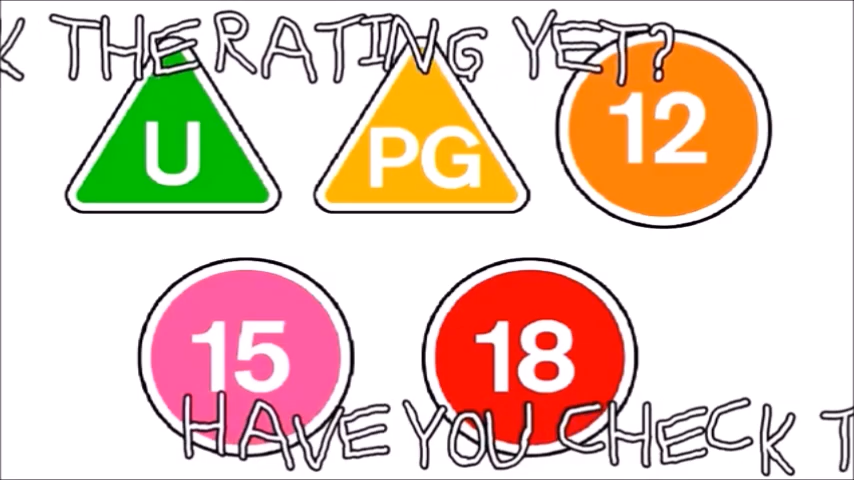 K THE RATING YET?
U PG 12
15 18
HAVE YOU CHECK T